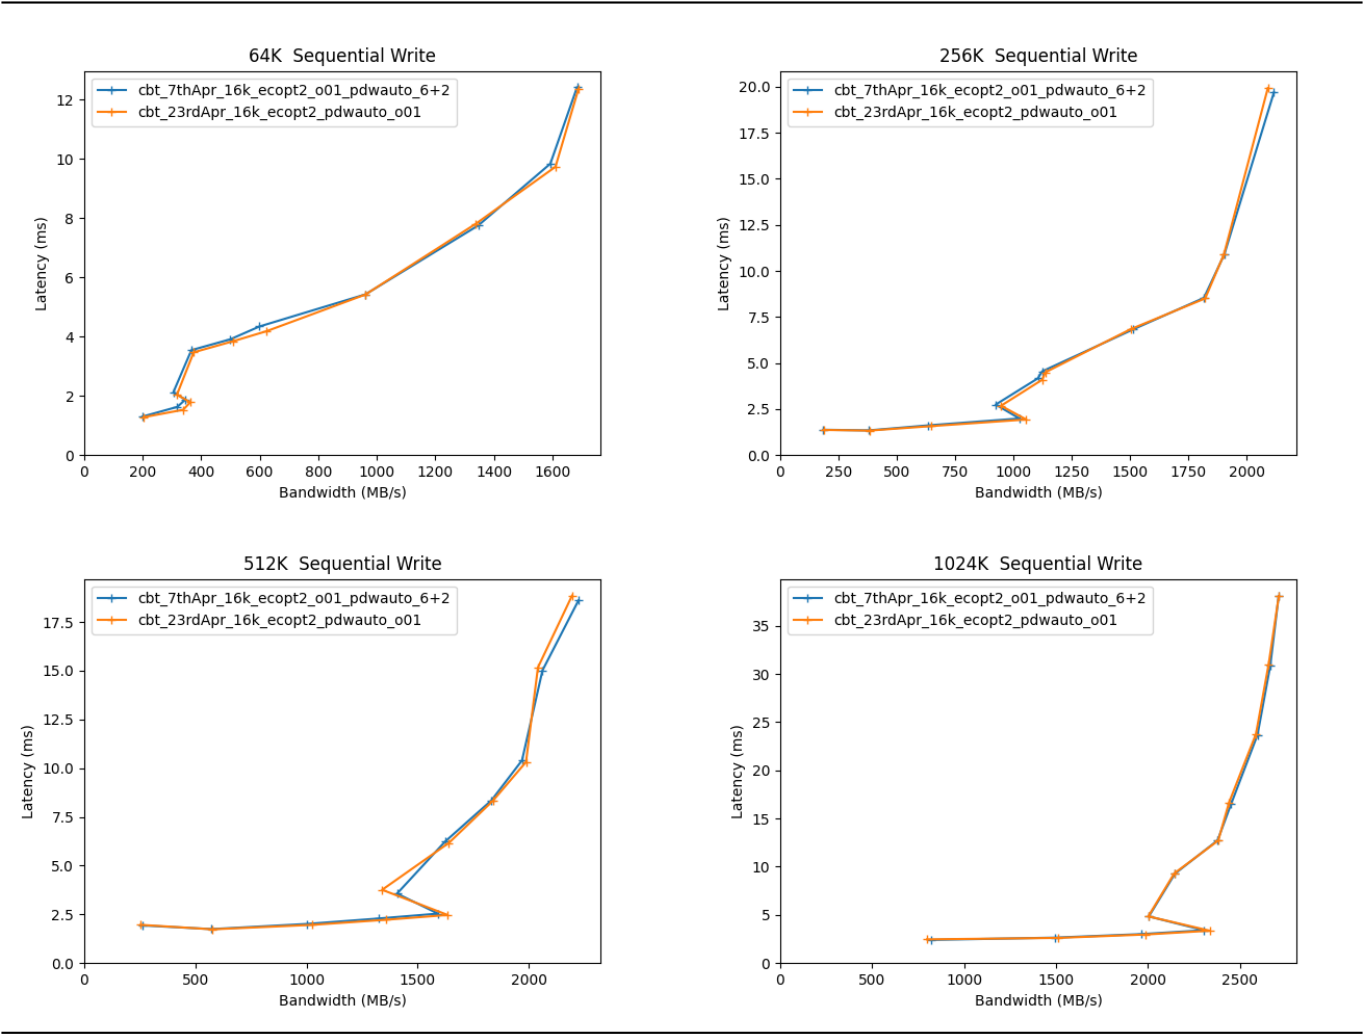 64K  Sequential Write
cbt_7thApr_16k_ecopt2_o01_pdwauto_6+2
cbt_23rdApr_16k_ecopt2_pdwauto_o01
12
10
8
6
4
2
0
Latency (ms)
0 200 400 600 800 1000 1200 1400 1600
Bandwidth (MB/s)
256K  Sequential Write
cbt_7thApr_16k_ecopt2_o01_pdwauto_6+2
cbt_23rdApr_16k_ecopt2_pdwauto_o01
20.0
17.5
15.0
12.5
10.0
7.5
5.0
2.5
0.0
Latency (ms)
0 250 500 750 1000 1250 1500 1750 2000
Bandwidth (MB/s)
512K  Sequential Write
cbt_7thApr_16k_ecopt2_o01_pdwauto_6+2
cbt_23rdApr_16k_ecopt2_pdwauto_o01
17.5
15.0
12.5
10.0
7.5
5.0
2.5
0.0
Latency (ms)
0 500 1000 1500 2000
Bandwidth (MB/s)
1024K  Sequential Write
cbt_7thApr_16k_ecopt2_o01_pdwauto_6+2
cbt_23rdApr_16k_ecopt2_pdwauto_o01
35
30
25
20
15
10
5
0
Latency (ms)
0 500 1000 1500 2000 2500
Bandwidth (MB/s)